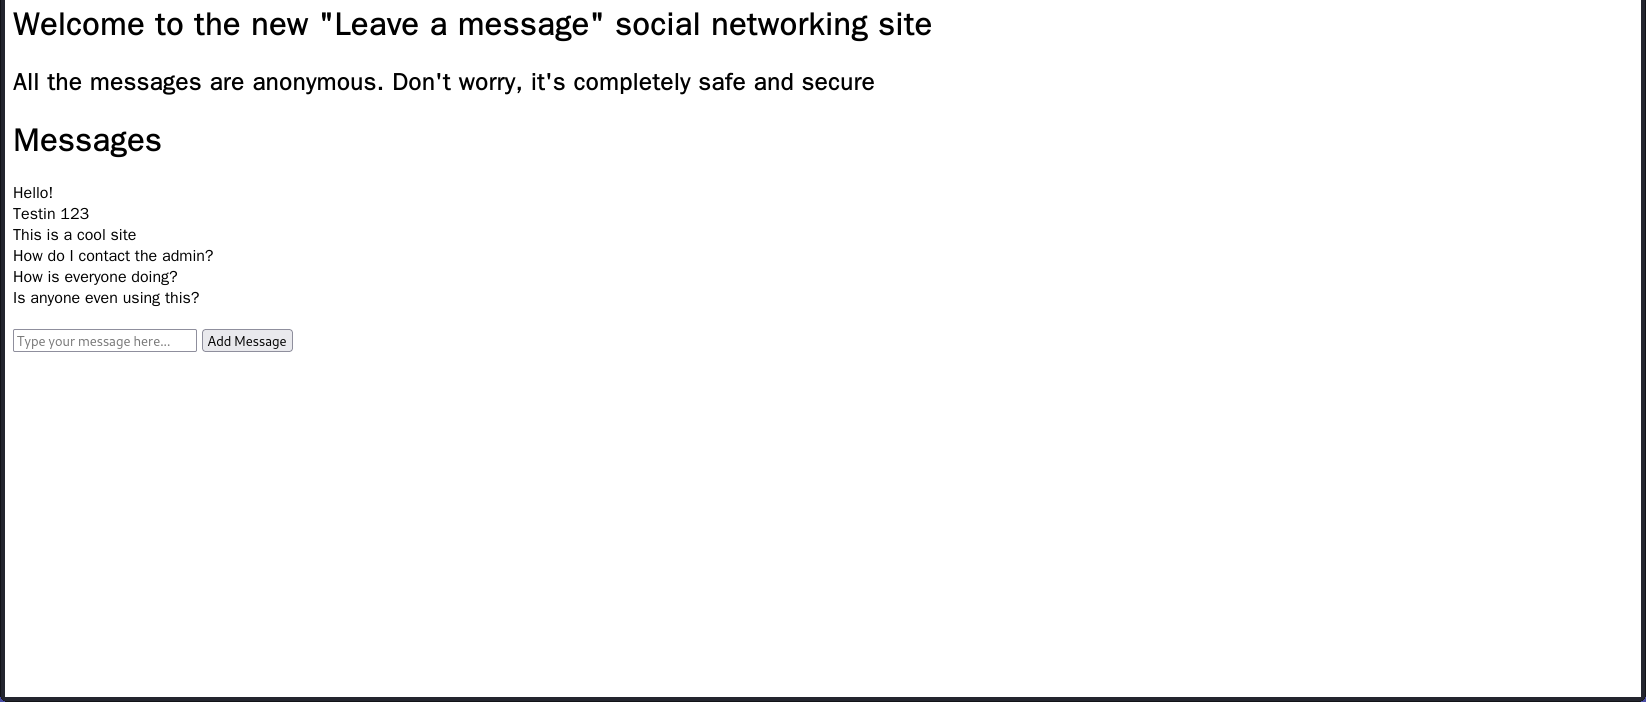 Welcome to the new "Leave a message" social networking site
All the messages are anonymous. Don't worry, it's completely safe and secure
Messages
Hello!
Testin 123
This is a cool site
How do I contact the admin?
How is everyone doing?
Is anyone even using this?
Type your message here... Add Message